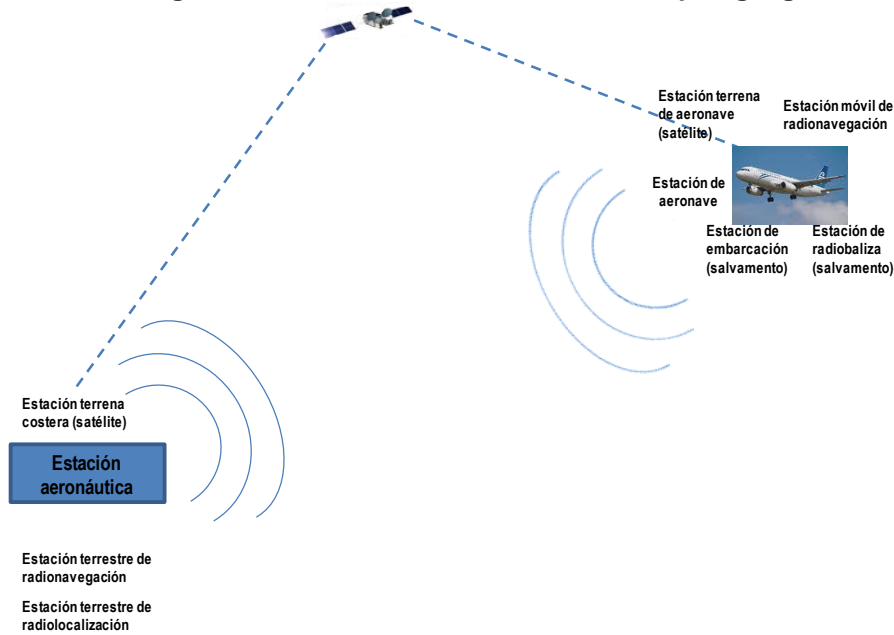 Estación terrena
de aeronave
(satélite)
Estación móvil de
radionavegación
Estación de
aeronave
Estación de
embarcación
(salvamento)
Estación de
radiobaliza
(salvamento)
Estación terrena
costera (satélite)
Estación
aeronáutica
Estación terrestre de
radionavegación
Estación terrestre de
radiolocalización